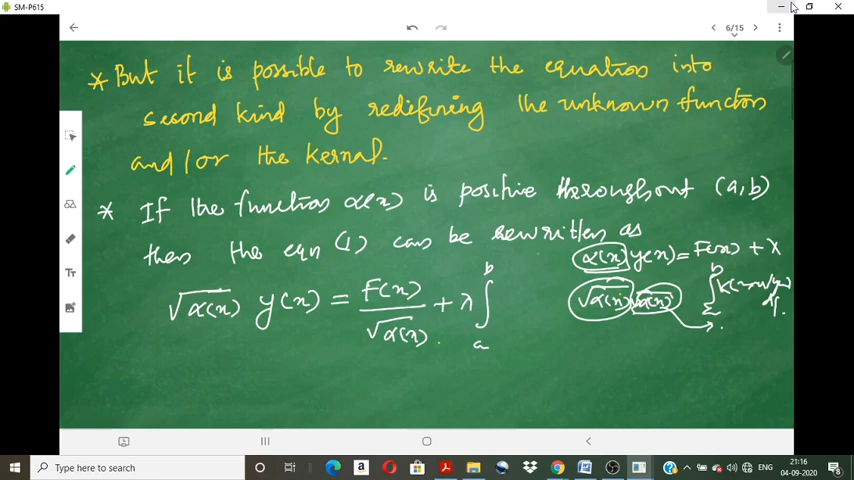 SM-P615
6/15
* But it is possible to rewrite the equation into
second kind by redefining the unknown function
and/or the kernal.
* If the function α(x) is positive throughout (a,b)
then the eqn (1) can be rewritten as
α(x) y(x) = F(x) + λ
√α(x) √α(x)
∫
b
√α(x) y(x) = F(x)/√α(x) + λ ∫
b
a
Tт
Type here to search
ENG
21:16
04-09-2020
8